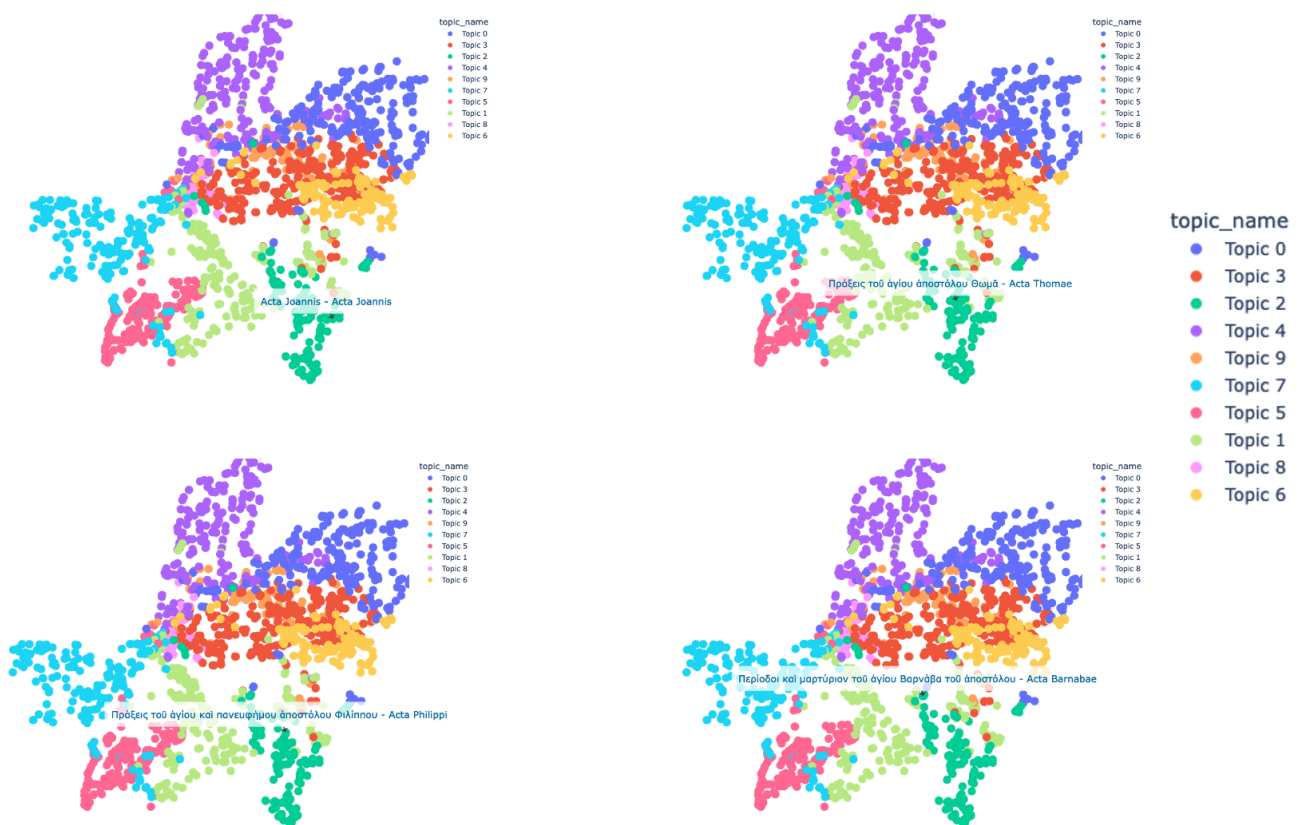 topic_name
Topic 0
Topic 3
Topic 2
Topic 4
Topic 9
Topic 7
Topic 5
Topic 1
Topic 8
Topic 6
Acta Joannis - Acta Joannis
topic_name
Topic 0
Topic 3
Topic 2
Topic 4
Topic 9
Topic 7
Topic 5
Topic 1
Topic 8
Topic 6
Πράξεις τοῦ ἁγίου ἀποστόλου Θωμᾶ - Acta Thomae
topic_name
Topic 0
Topic 3
Topic 2
Topic 4
Topic 9
Topic 7
Topic 5
Topic 1
Topic 8
Topic 6
topic_name
Topic 0
Topic 3
Topic 2
Topic 4
Topic 9
Topic 7
Topic 5
Topic 1
Topic 8
Topic 6
Πράξεις τοῦ ἁγίου καὶ πανευφήμου ἀποστόλου Φιλίππου - Acta Philippi
topic_name
Topic 0
Topic 3
Topic 2
Topic 4
Topic 9
Topic 7
Topic 5
Topic 1
Topic 8
Topic 6
Περίοδοι καὶ μαρτύριον τοῦ ἁγίου Βαρνάβα τοῦ ἀποστόλου - Acta Barnabae